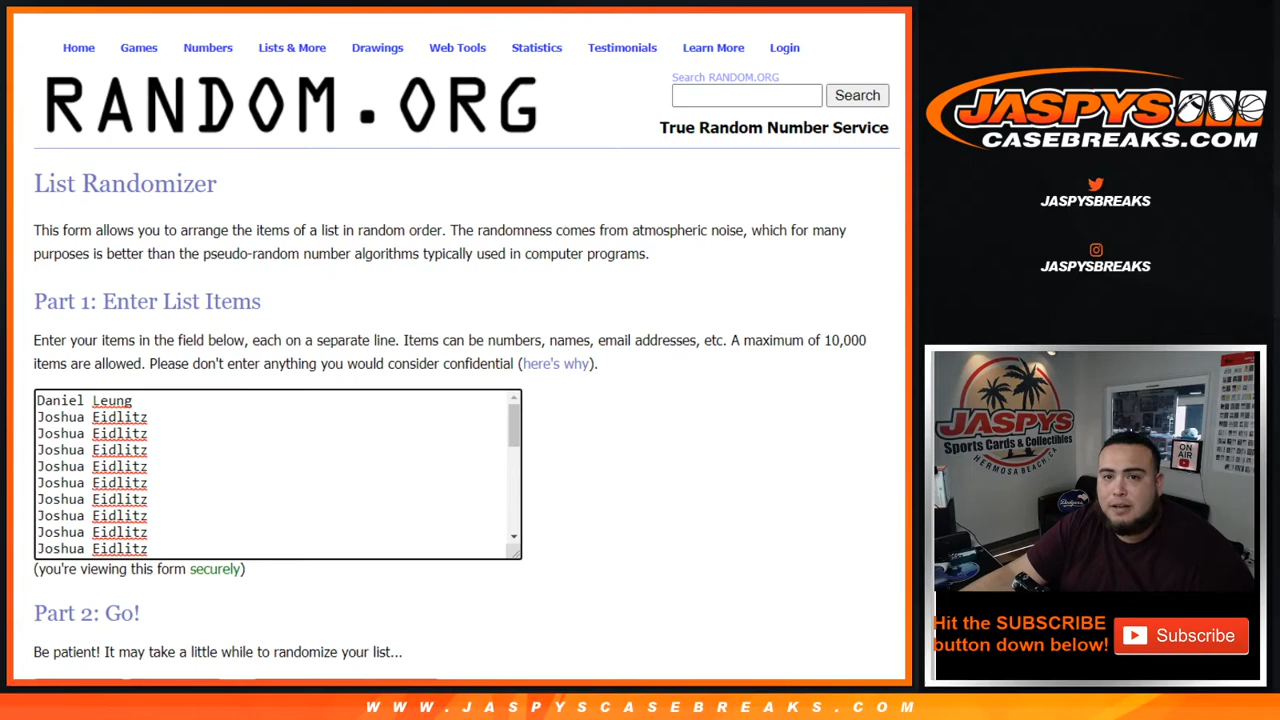 Home Games Numbers Lists & More Drawings Web Tools Statistics Testimonials Learn More Login
RANDOM.ORG
Search RANDOM.ORG
Search
True Random Number Service
List Randomizer
This form allows you to arrange the items of a list in random order. The randomness comes from atmospheric noise, which for many
purposes is better than the pseudo-random number algorithms typically used in computer programs.
Part 1: Enter List Items
Enter your items in the field below, each on a separate line. Items can be numbers, names, email addresses, etc. A maximum of 10,000
items are allowed. Please don't enter anything you would consider confidential (here's why).
Daniel Leung
Joshua Eidlitz
Joshua Eidlitz
Joshua Eidlitz
Joshua Eidlitz
Joshua Eidlitz
Joshua Eidlitz
Joshua Eidlitz
Joshua Eidlitz
Joshua Eidlitz
(you're viewing this form securely)
Part 2: Go!
Be patient! It may take a little while to randomize your list...
JASPYS
CASEBREAKS.COM
JASPYSBREAKS
JASPYSBREAKS
JASPYS
Sports Cards & Collectibles
HERMOSA BEACH CA
ON
AIR
Dodgers
Hit the SUBSCRIBE
button down below!
Subscribe
WWW.JASPYSCASEBREAKS.COM